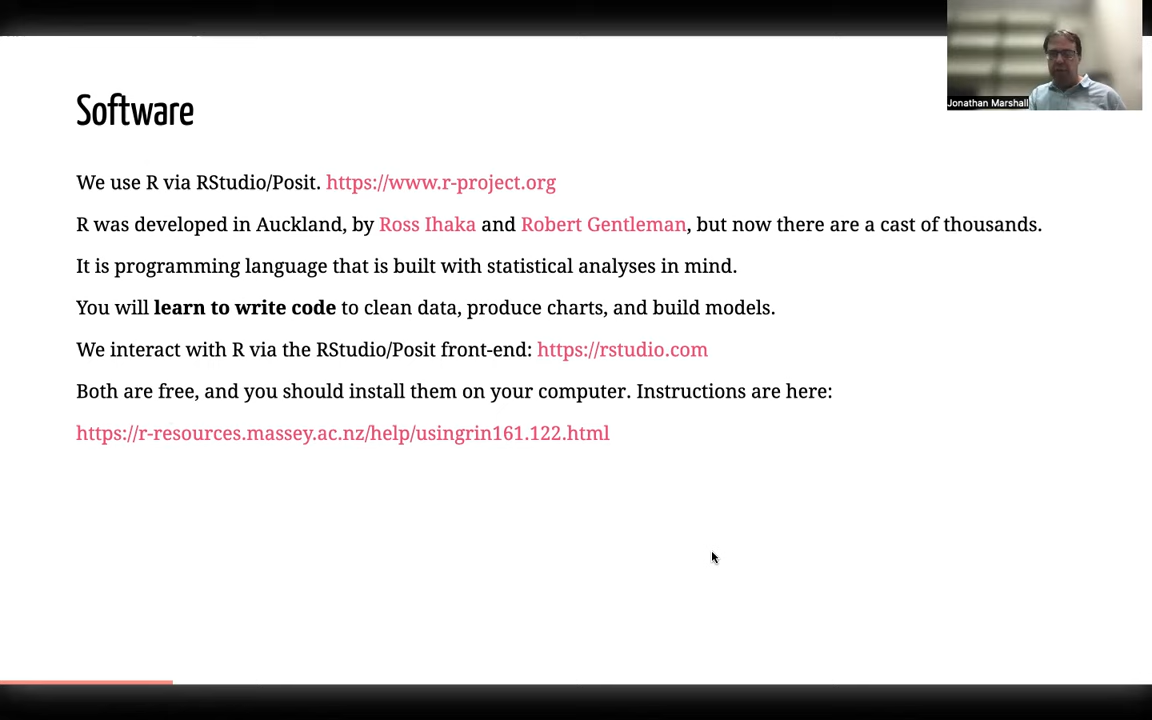 Jonathan Marshall
Software
We use R via RStudio/Posit. https://www.r-project.org
R was developed in Auckland, by Ross Ihaka and Robert Gentleman, but now there are a cast of thousands.
It is programming language that is built with statistical analyses in mind.
You will learn to write code to clean data, produce charts, and build models.
We interact with R via the RStudio/Posit front-end: https://rstudio.com
Both are free, and you should install them on your computer. Instructions are here:
https://r-resources.massey.ac.nz/help/usingrin161.122.html